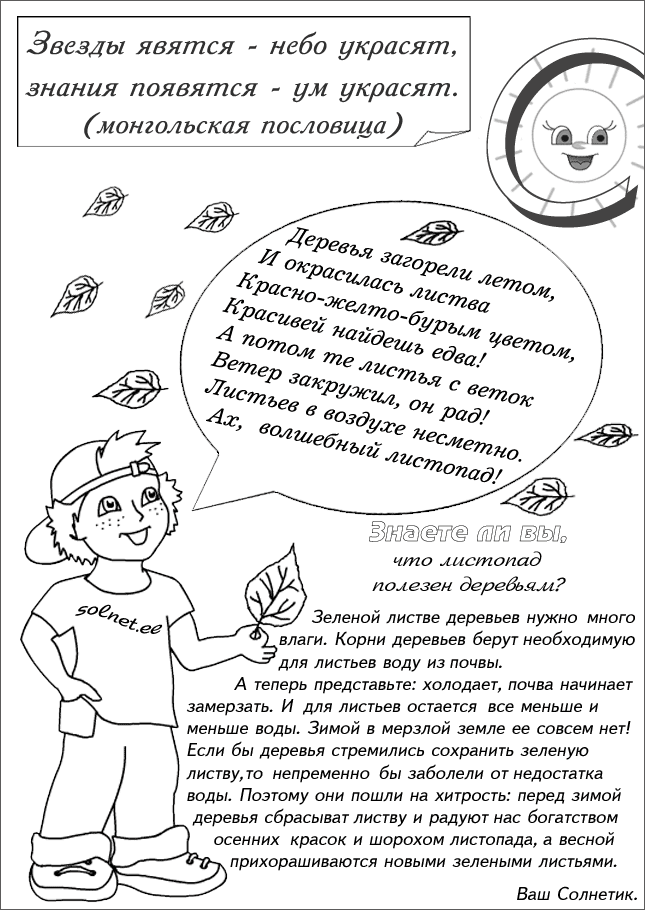 Звезды явятся - небо украсят,
знания появятся - ум украсят.
(монгольская пословица)
Деревья загорели летом,
И окрасилась листва
Красно-желто-бурым цветом,
Красивей найдешь едва!
А потом те листья с веток
Ветер закружил, он рад!
Листьев в воздухе несметно.
Ах, волшебный листопад!
Знаете ли вы,
что листопад
полезен деревьям?
solnet.ee
Зеленой листве деревьев нужно много
влаги. Корни деревьев берут необходимую
для листьев воду из почвы.
А теперь представьте: холодает, почва начинает
замерзать. И для листьев остается все меньше и
меньше воды. Зимой в мерзлой земле ее совсем нет!
Если бы деревья стремились сохранить зеленую
листву,то непременно бы заболели от недостатка
воды. Поэтому они пошли на хитрость: перед зимой
деревья сбрасыват листву и радуют нас богатством
осенних красок и шорохом листопада, а весной
прихорашиваются новыми зелеными листьями.
Ваш Солнетик.